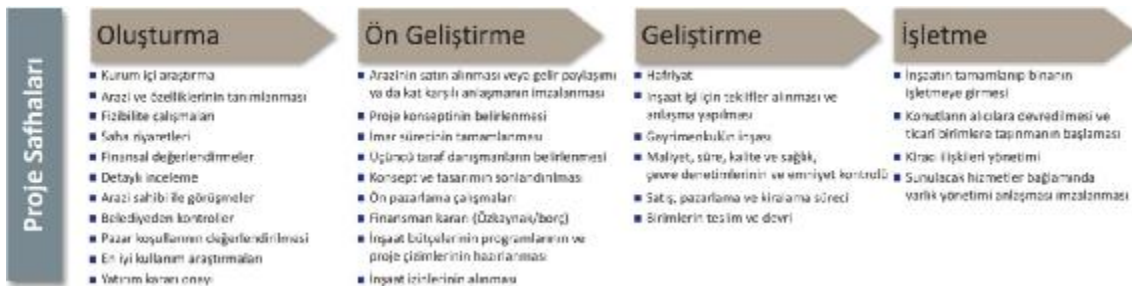 Proje Safhaları
Oluşturma
Kurum içi araştırma
Arazi ve özelliklerinin tanımlanması
Fizibilite çalışmaları
Saha ziyaretleri
Finansal değerlendirmeler
Detaylı inceleme
Arazi sahibi ile görüşmeler
Belediyeden kontroller
Pazar koşullarının değerlendirilmesi
En iyi kullanım araştırmaları
Yatırım kararı onayı
Ön Geliştirme
Arazinin satın alınması veya gelir paylaşımı
ya da kat karşılı anlaşmanın imzalanması
Proje konseptinin belirlenmesi
İmar sürecinin tamamlanması
Üçüncü taraf danışmanların belirlenmesi
Konsept ve tasarımın sonlandırılması
Ön pazarlama çalışmaları
Finansman kararı (Özkaynak/borç)
İnşaat bütçelerinin programlarının ve
proje çizimlerinin hazırlanması
İnşaat izinlerinin alınması
Geliştirme
Hafriyat
İnşaat işi için teklifler alınması ve
anlaşma yapılması
Gayrimenkulün inşası
Maliyet, süre, kalite ve sağlık,
çevre denetimlerinin ve emniyet kontrolü
Satış, pazarlama ve kiralama süreci
Birimlerin teslim ve devri
İşletme
İnşaatın tamamlanıp binanın
işletmeye girmesi
Konutların alıcılara devredilmesi ve
ticari birimlere taşınmanın başlaması
Kiracı ilişkileri yönetimi
Sunulacak hizmetler bağlamında
varlık yönetimi anlaşması imzalanması